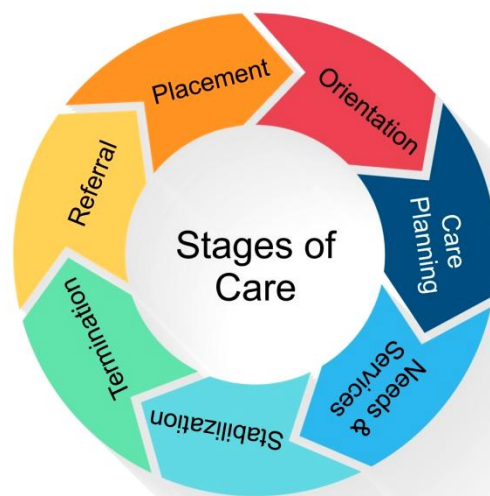 Stages of
Care
Referral
Placement
Orientation
Care
Planning
Needs &
Services
Stabilization
Termination